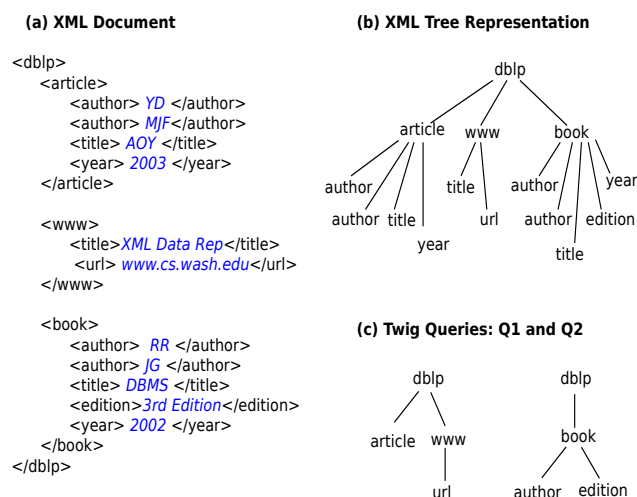 (a) XML Document
<dblp>
<article>
<author> YD </author>
<author> MJF</author>
<title> AOY </title>
<year> 2003 </year>
</article>
<www>
<title>XML Data Rep</title>
<url> www.cs.wash.edu</url>
</www>
<book>
<author> RR </author>
<author> JG </author>
<title> DBMS </title>
<edition>3rd Edition</edition>
<year> 2002 </year>
</book>
</dblp>
(b) XML Tree Representation
dblp
article www book
author title author year
author title url author edition
year title
(c) Twig Queries: Q1 and Q2
dblp dblp
article www book
url author edition